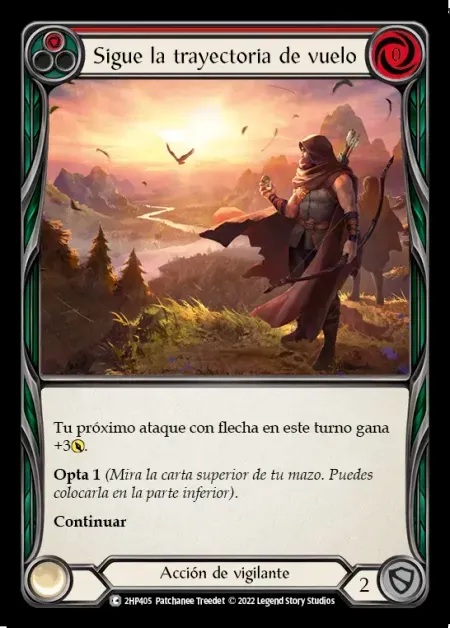 Sigue la trayectoria de vuelo
0
Tu próximo ataque con flecha en este turno gana
+3.
Opta 1 (Mira la carta superior de tu mazo. Puedes
colocarla en la parte inferior).
Continuar
Acción de vigilante
2
C 2HP405 Patchanee Treedet © 2022 Legend Story Studios